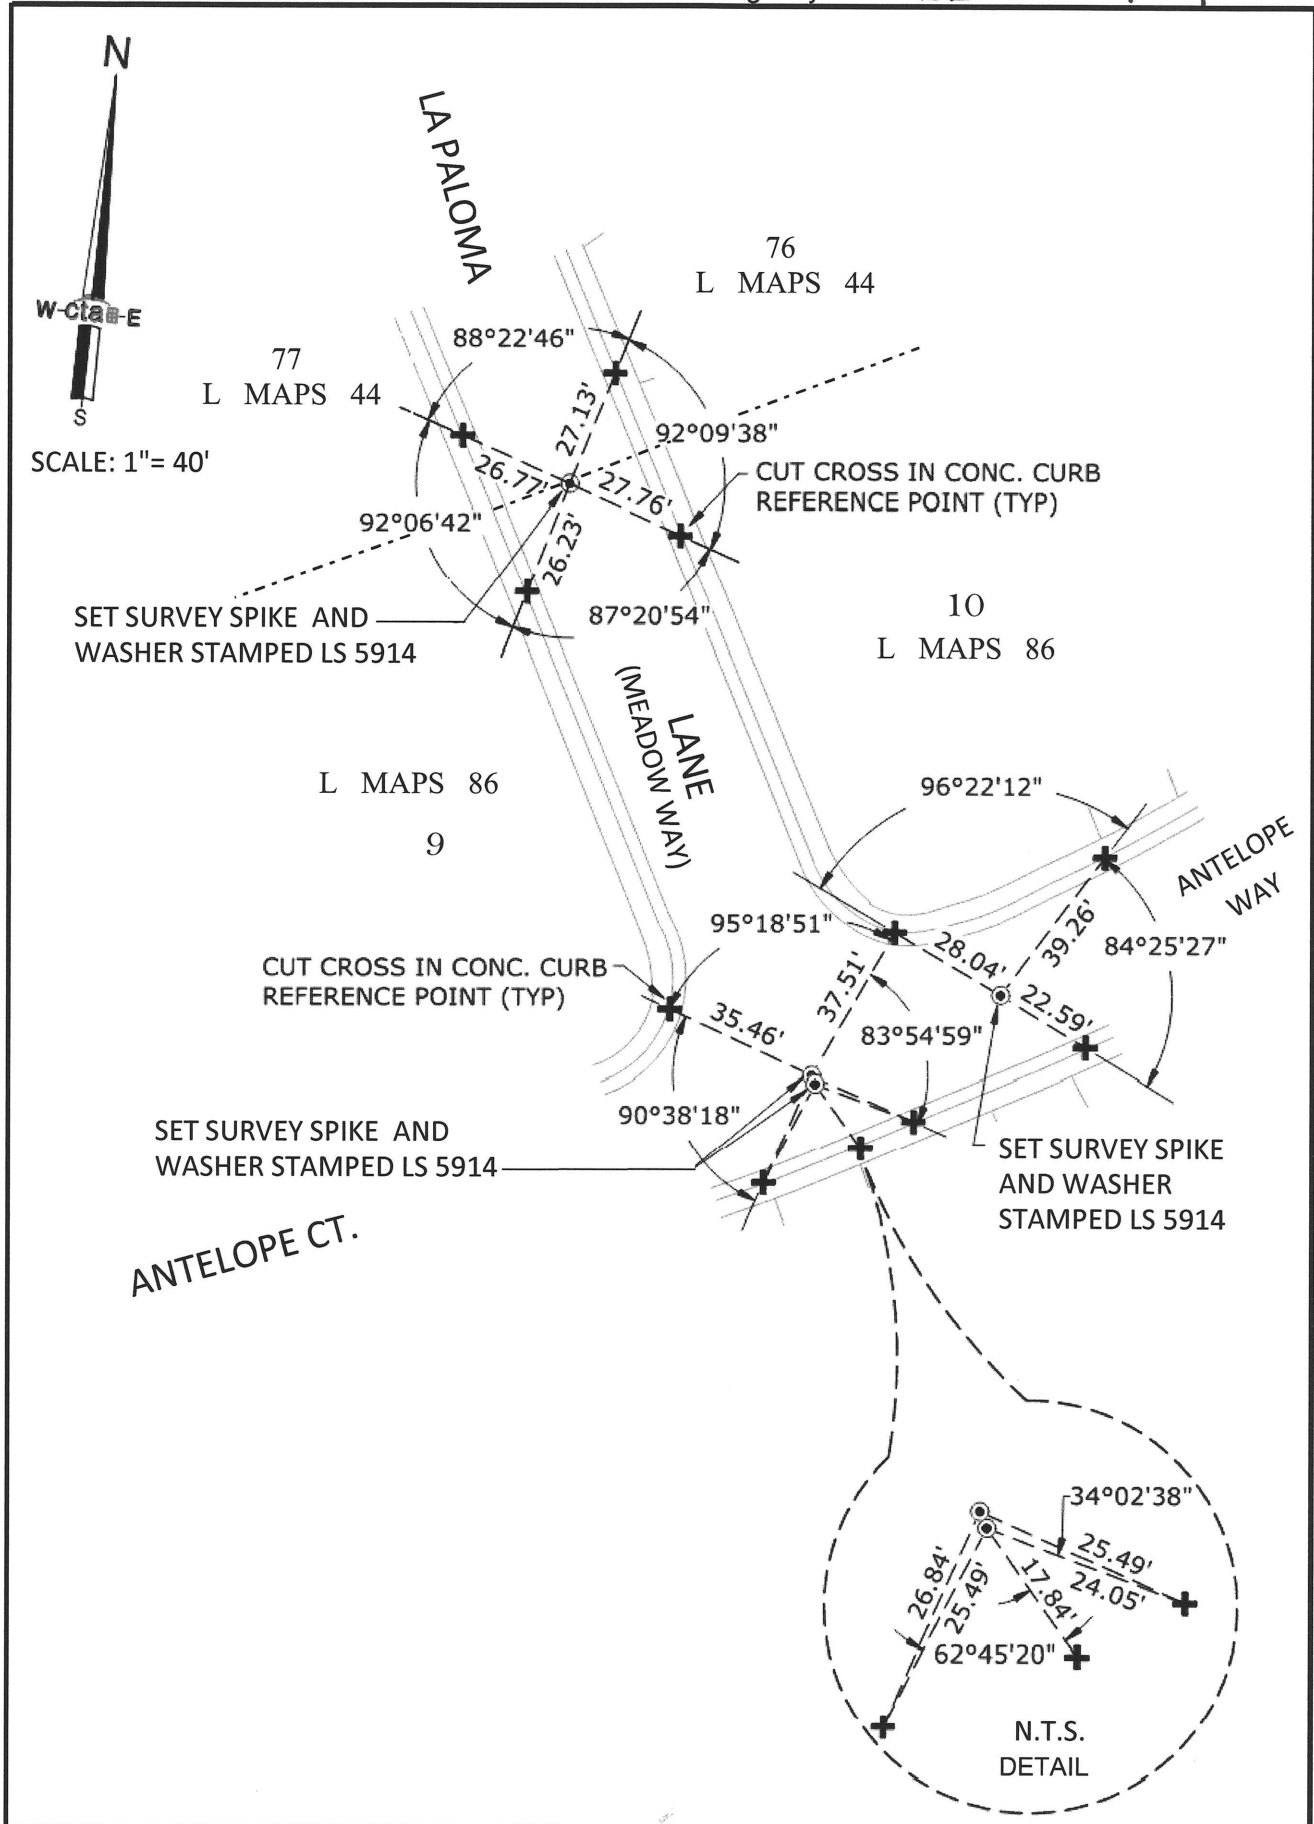 N
LA PALOMA
76
L MAPS 44
W-cta-E
S
SCALE: 1"= 40'
77
L MAPS 44
88°22'46"
27.13'
92°09'38"
26.77'
27.76'
CUT CROSS IN CONC. CURB
REFERENCE POINT (TYP)
92°06'42"
26.23'
87°20'54"
SET SURVEY SPIKE AND
WASHER STAMPED LS 5914
10
L MAPS 86
LANE
(MEADOW WAY)
L MAPS 86
9
96°22'12"
ANTELOPE
WAY
95°18'51"
28.04'
39.26'
84°25'27"
CUT CROSS IN CONC. CURB
REFERENCE POINT (TYP)
37.51'
22.59'
35.46'
83°54'59"
90°38'18"
SET SURVEY SPIKE AND
WASHER STAMPED LS 5914
SET SURVEY SPIKE
AND WASHER
STAMPED LS 5914
ANTELOPE CT.
34°02'38"
25.49'
24.05'
26.84'
25.49'
17.84'
62°45'20"
N.T.S.
DETAIL